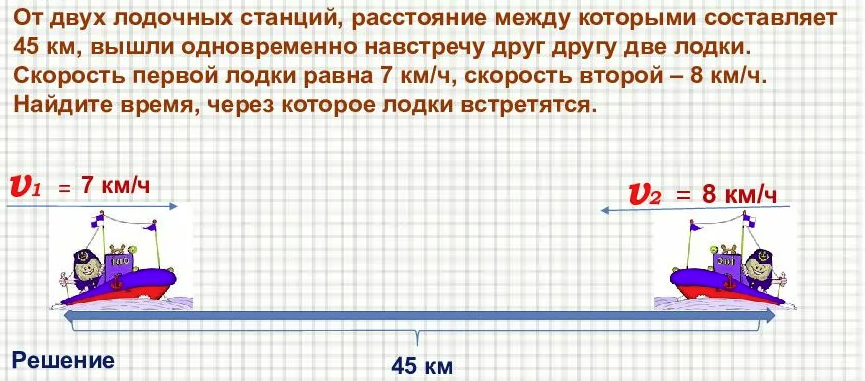 От двух лодочных станций, расстояние между которыми составляет
45 км, вышли одновременно навстречу друг другу две лодки.
Скорость первой лодки равна 7 км/ч, скорость второй – 8 км/ч.
Найдите время, через которое лодки встретятся.
υ1 = 7 км/ч
υ2 = 8 км/ч
Решение
45 км